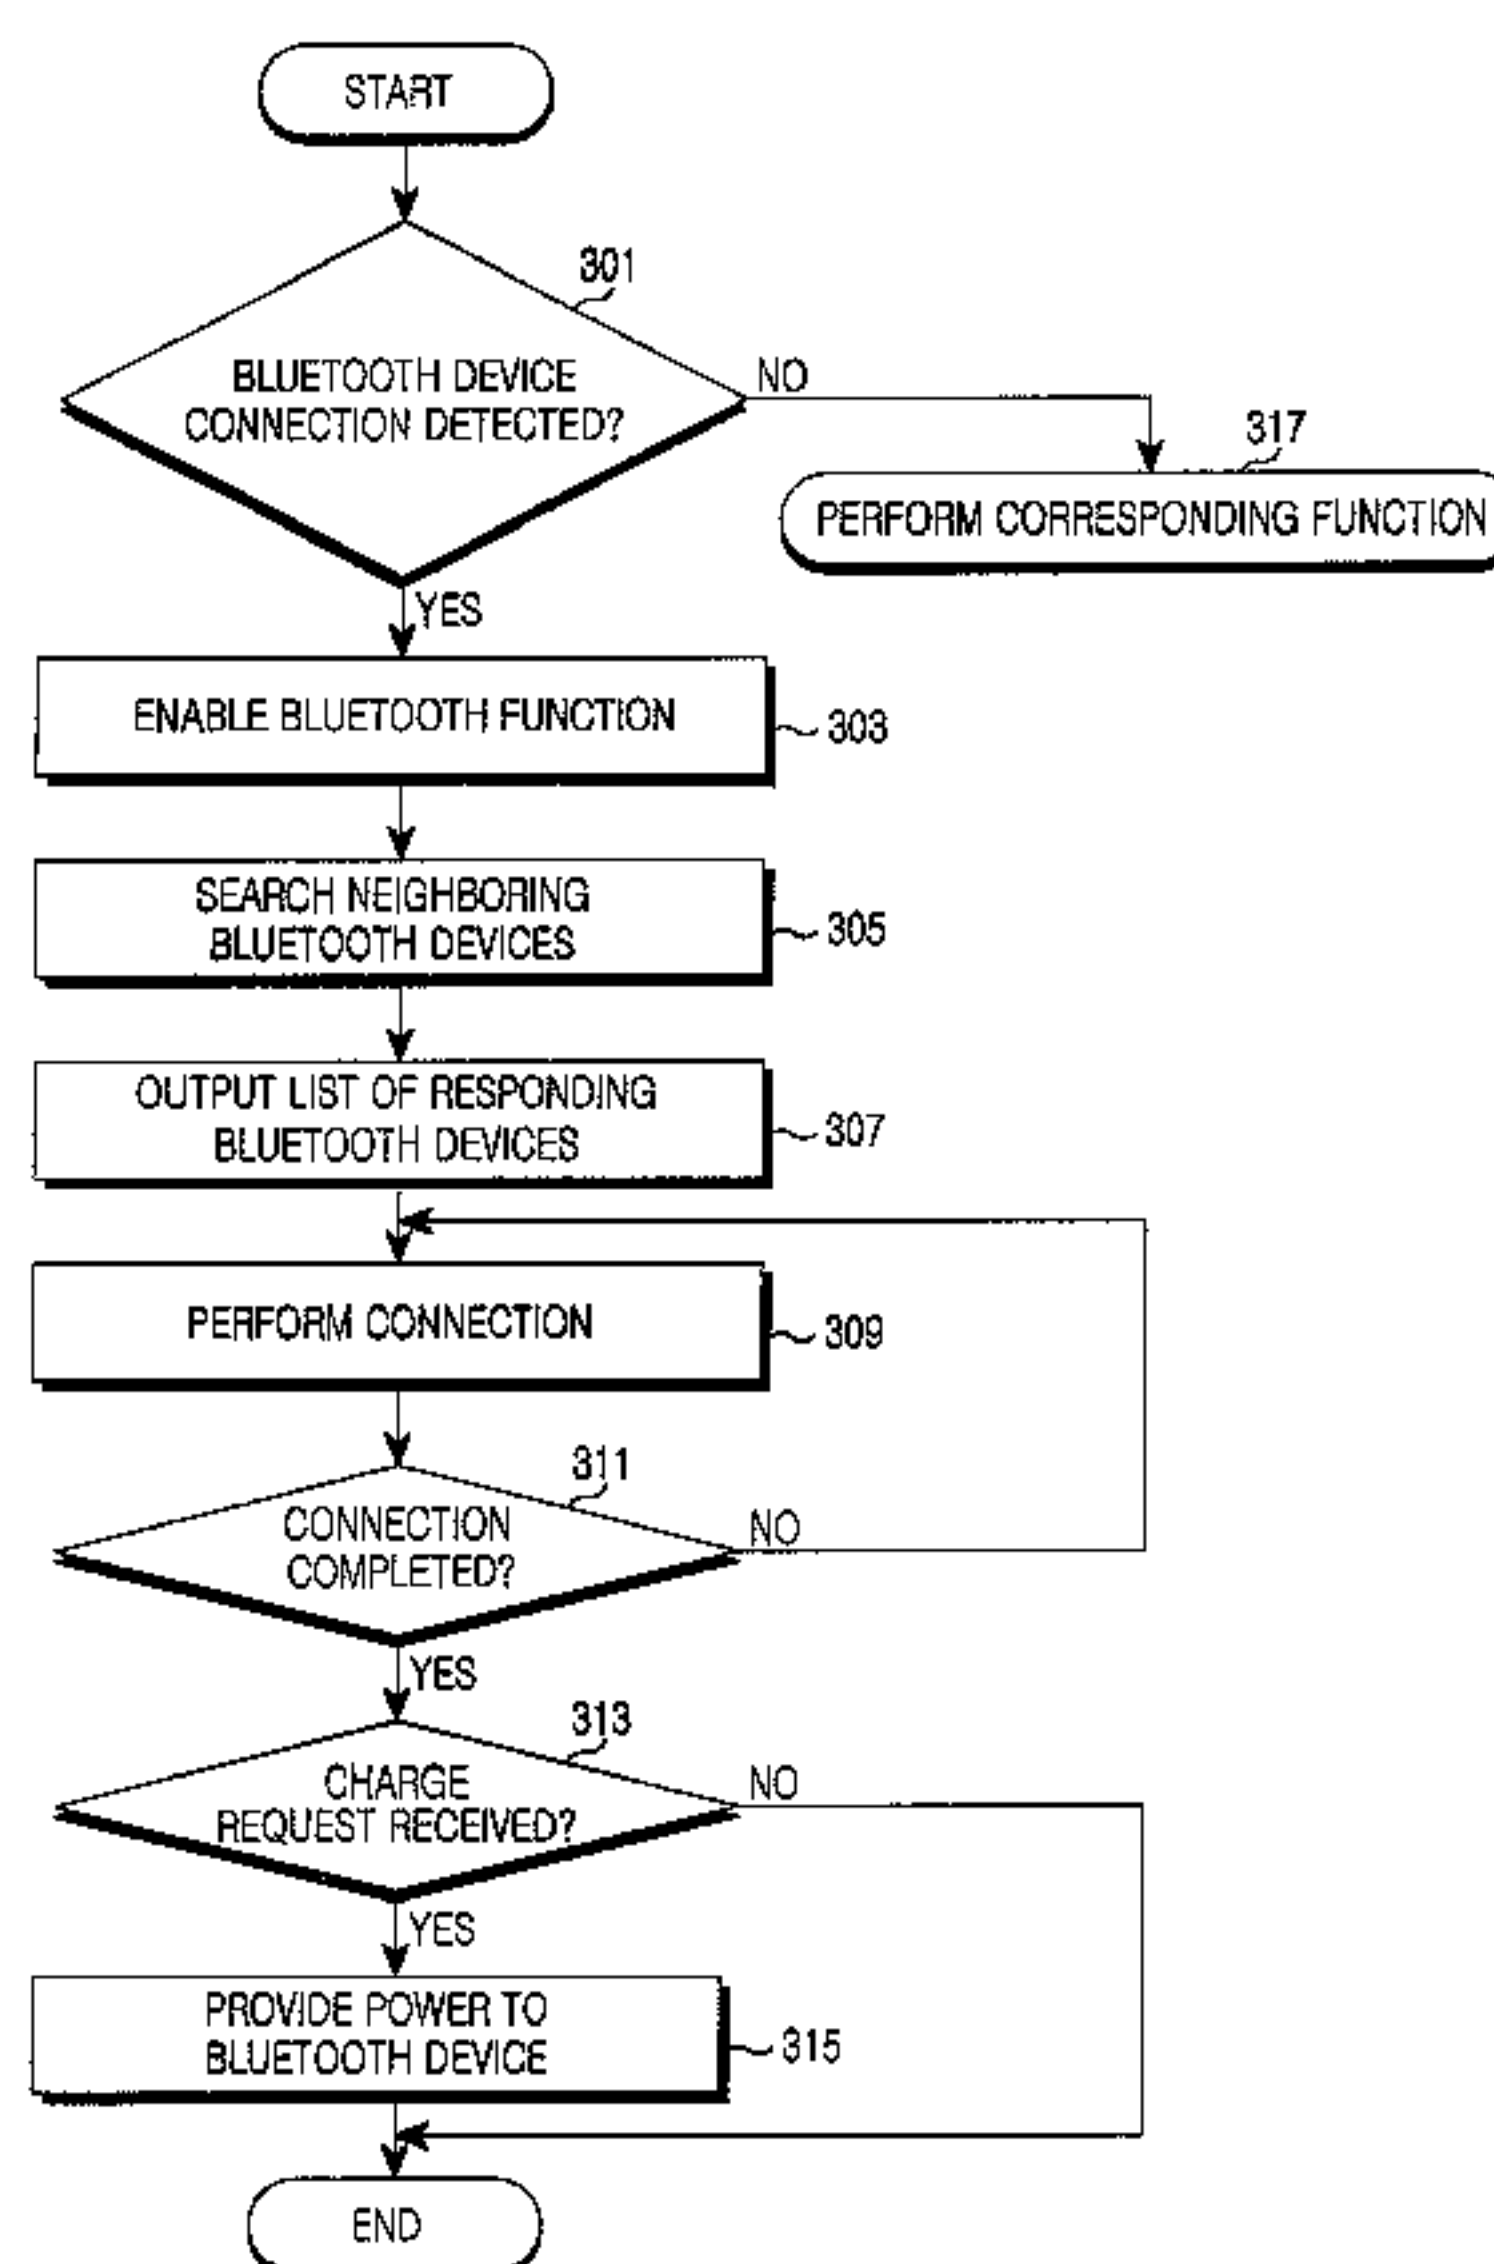 START
301
BLUETOOTH DEVICE
CONNECTION DETECTED?
NO
317
PERFORM CORRESPONDING FUNCTION
YES
ENABLE BLUETOOTH FUNCTION
303
SEARCH NEIGHBORING
BLUETOOTH DEVICES
305
OUTPUT LIST OF RESPONDING
BLUETOOTH DEVICES
307
PERFORM CONNECTION
309
311
CONNECTION
COMPLETED?
NO
YES
313
CHARGE
REQUEST RECEIVED?
NO
YES
PROVIDE POWER TO
BLUETOOTH DEVICE
315
END